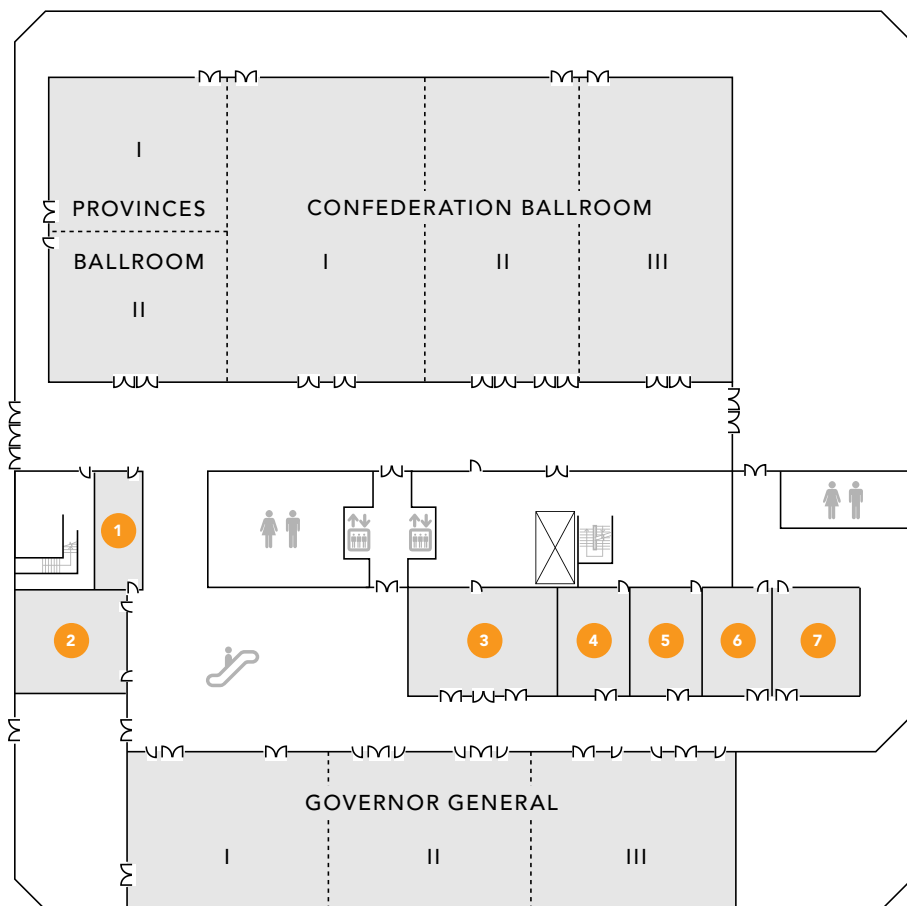 I
PROVINCES
BALLROOM
II
CONFEDERATION BALLROOM
I
II
III
1
2
3
4
5
6
7
GOVERNOR GENERAL
I
II
III